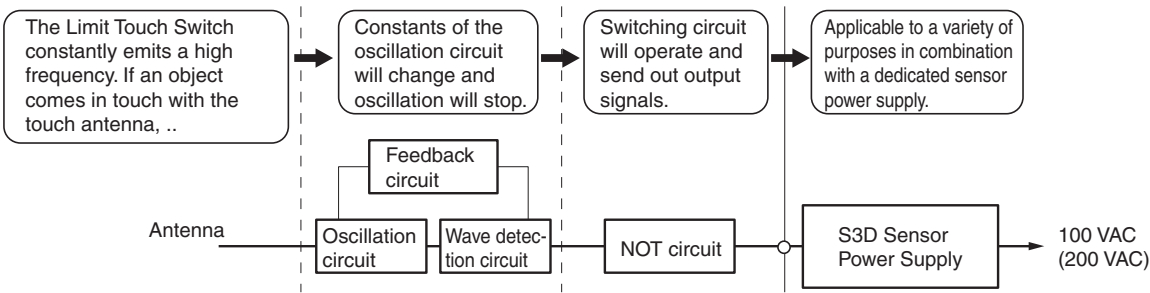 The Limit Touch Switch
constantly emits a high
frequency. If an object
comes in touch with the
touch antenna, ..
Constants of the
oscillation circuit
will change and
oscillation will stop.
Switching circuit
will operate and
send out output
signals.
Applicable to a variety of
purposes in combination
with a dedicated sensor
power supply.
Feedback
circuit
Antenna
Oscillation
circuit
Wave detec-
tion circuit
NOT circuit
S3D Sensor
Power Supply
100 VAC
(200 VAC)